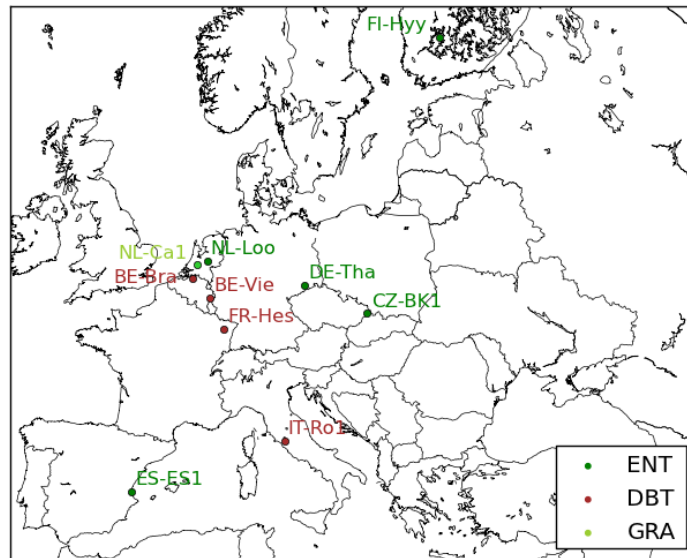 FI-Hyy
NL-Ca1
NL-Loo
BE-Bra
BE-Vie
DE-Tha
FR-Hes
CZ-BK1
IT-Ro1
ES-ES1
ENT
DBT
GRA